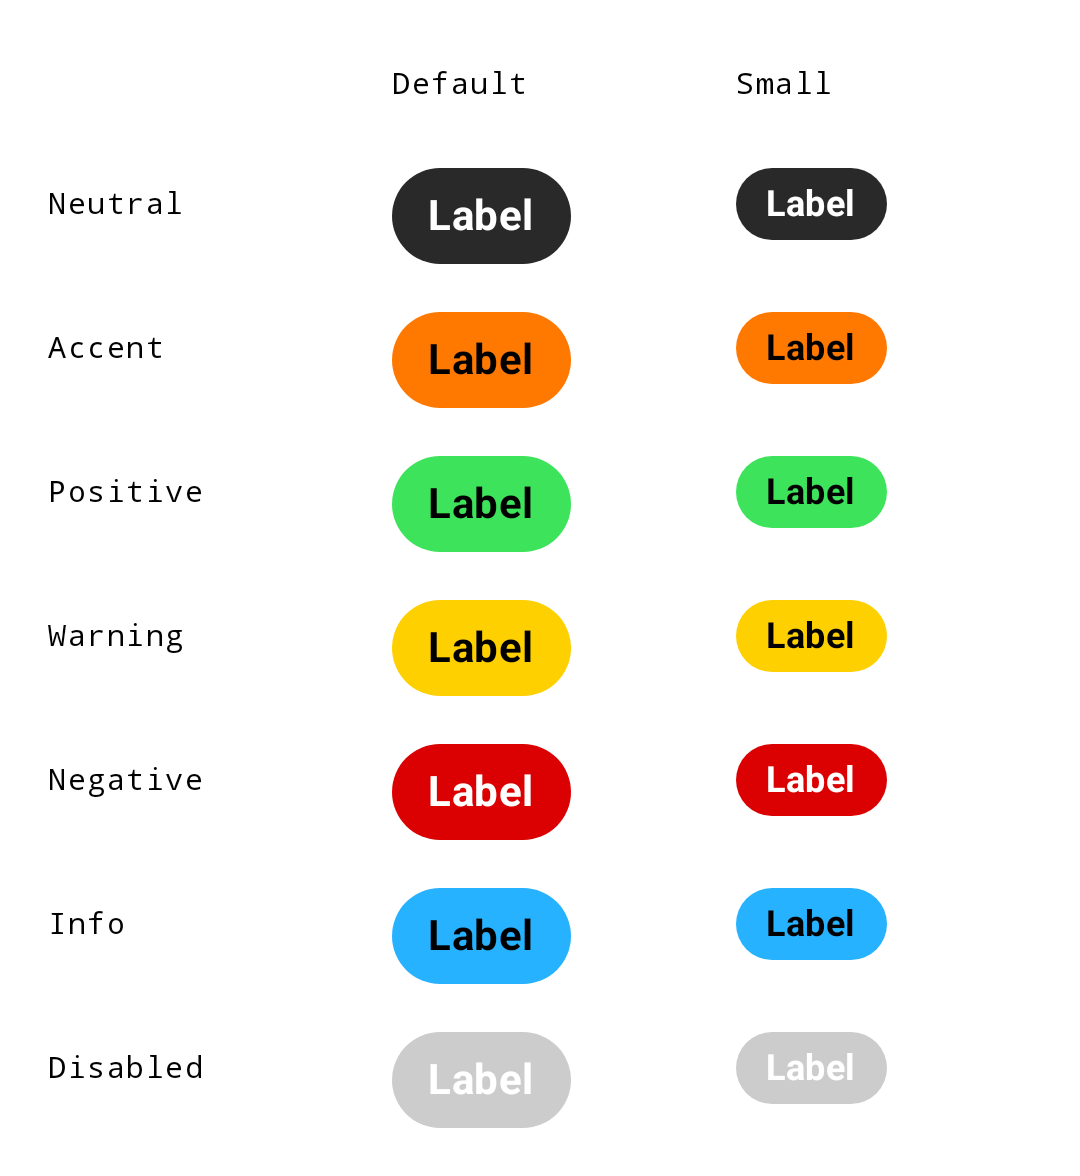 Default Small
Neutral Label Label
Accent Label Label
Positive Label Label
Warning Label Label
Negative Label Label
Info Label Label
Disabled Label Label